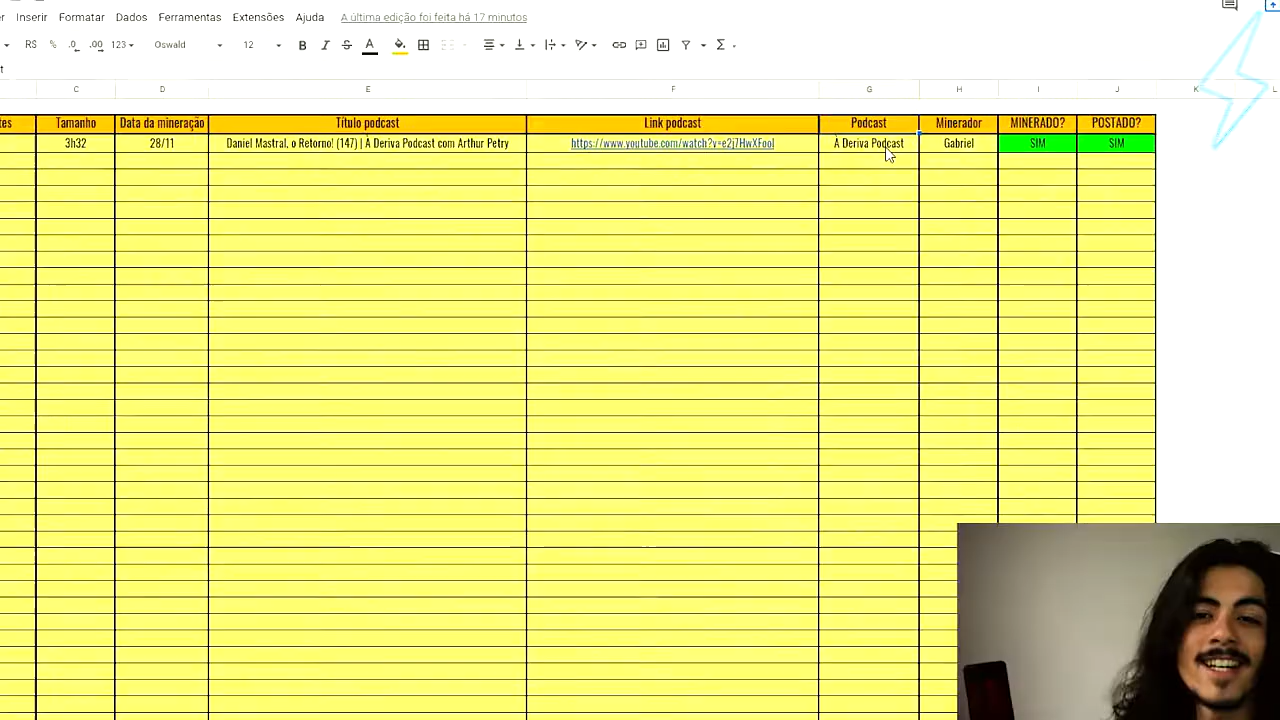 Inserir Formatar Dados Ferramentas Extensões Ajuda A última edição foi feita há 17 minutos
R$ % .0 .00 123 Oswald 12 B I S A Σ
C D E F G H I J K L
Tamanho Data da mineração Título podcast Link podcast Podcast Minerador MINERADO? POSTADO?
3h32 28/11 Daniel Mastral, o Retorno! (147) | À Deriva Podcast com Arthur Petry https://www.youtube.com/watch?v=e2j7HwXFooI À Deriva Podcast Gabriel SIM SIM